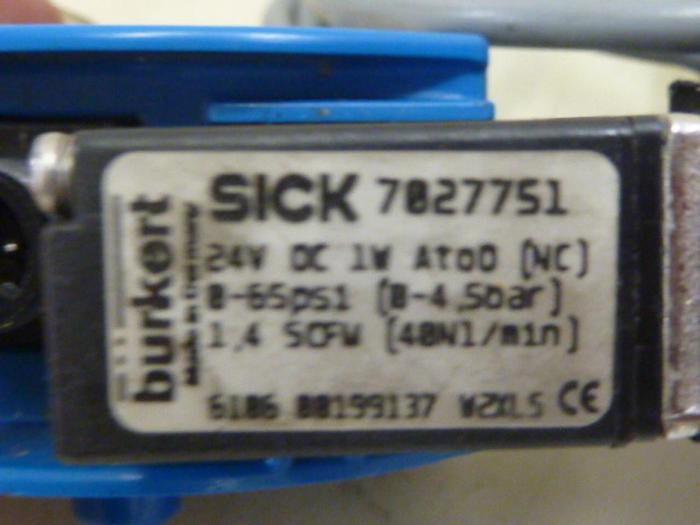 SICK 7027751
24V DC 1W AtoD (NC)
0-65psi (0-4,5bar)
1,4 SCFM (40Nl/min)
6106 00199137 W2XLS CE
burkert
Made in Germany